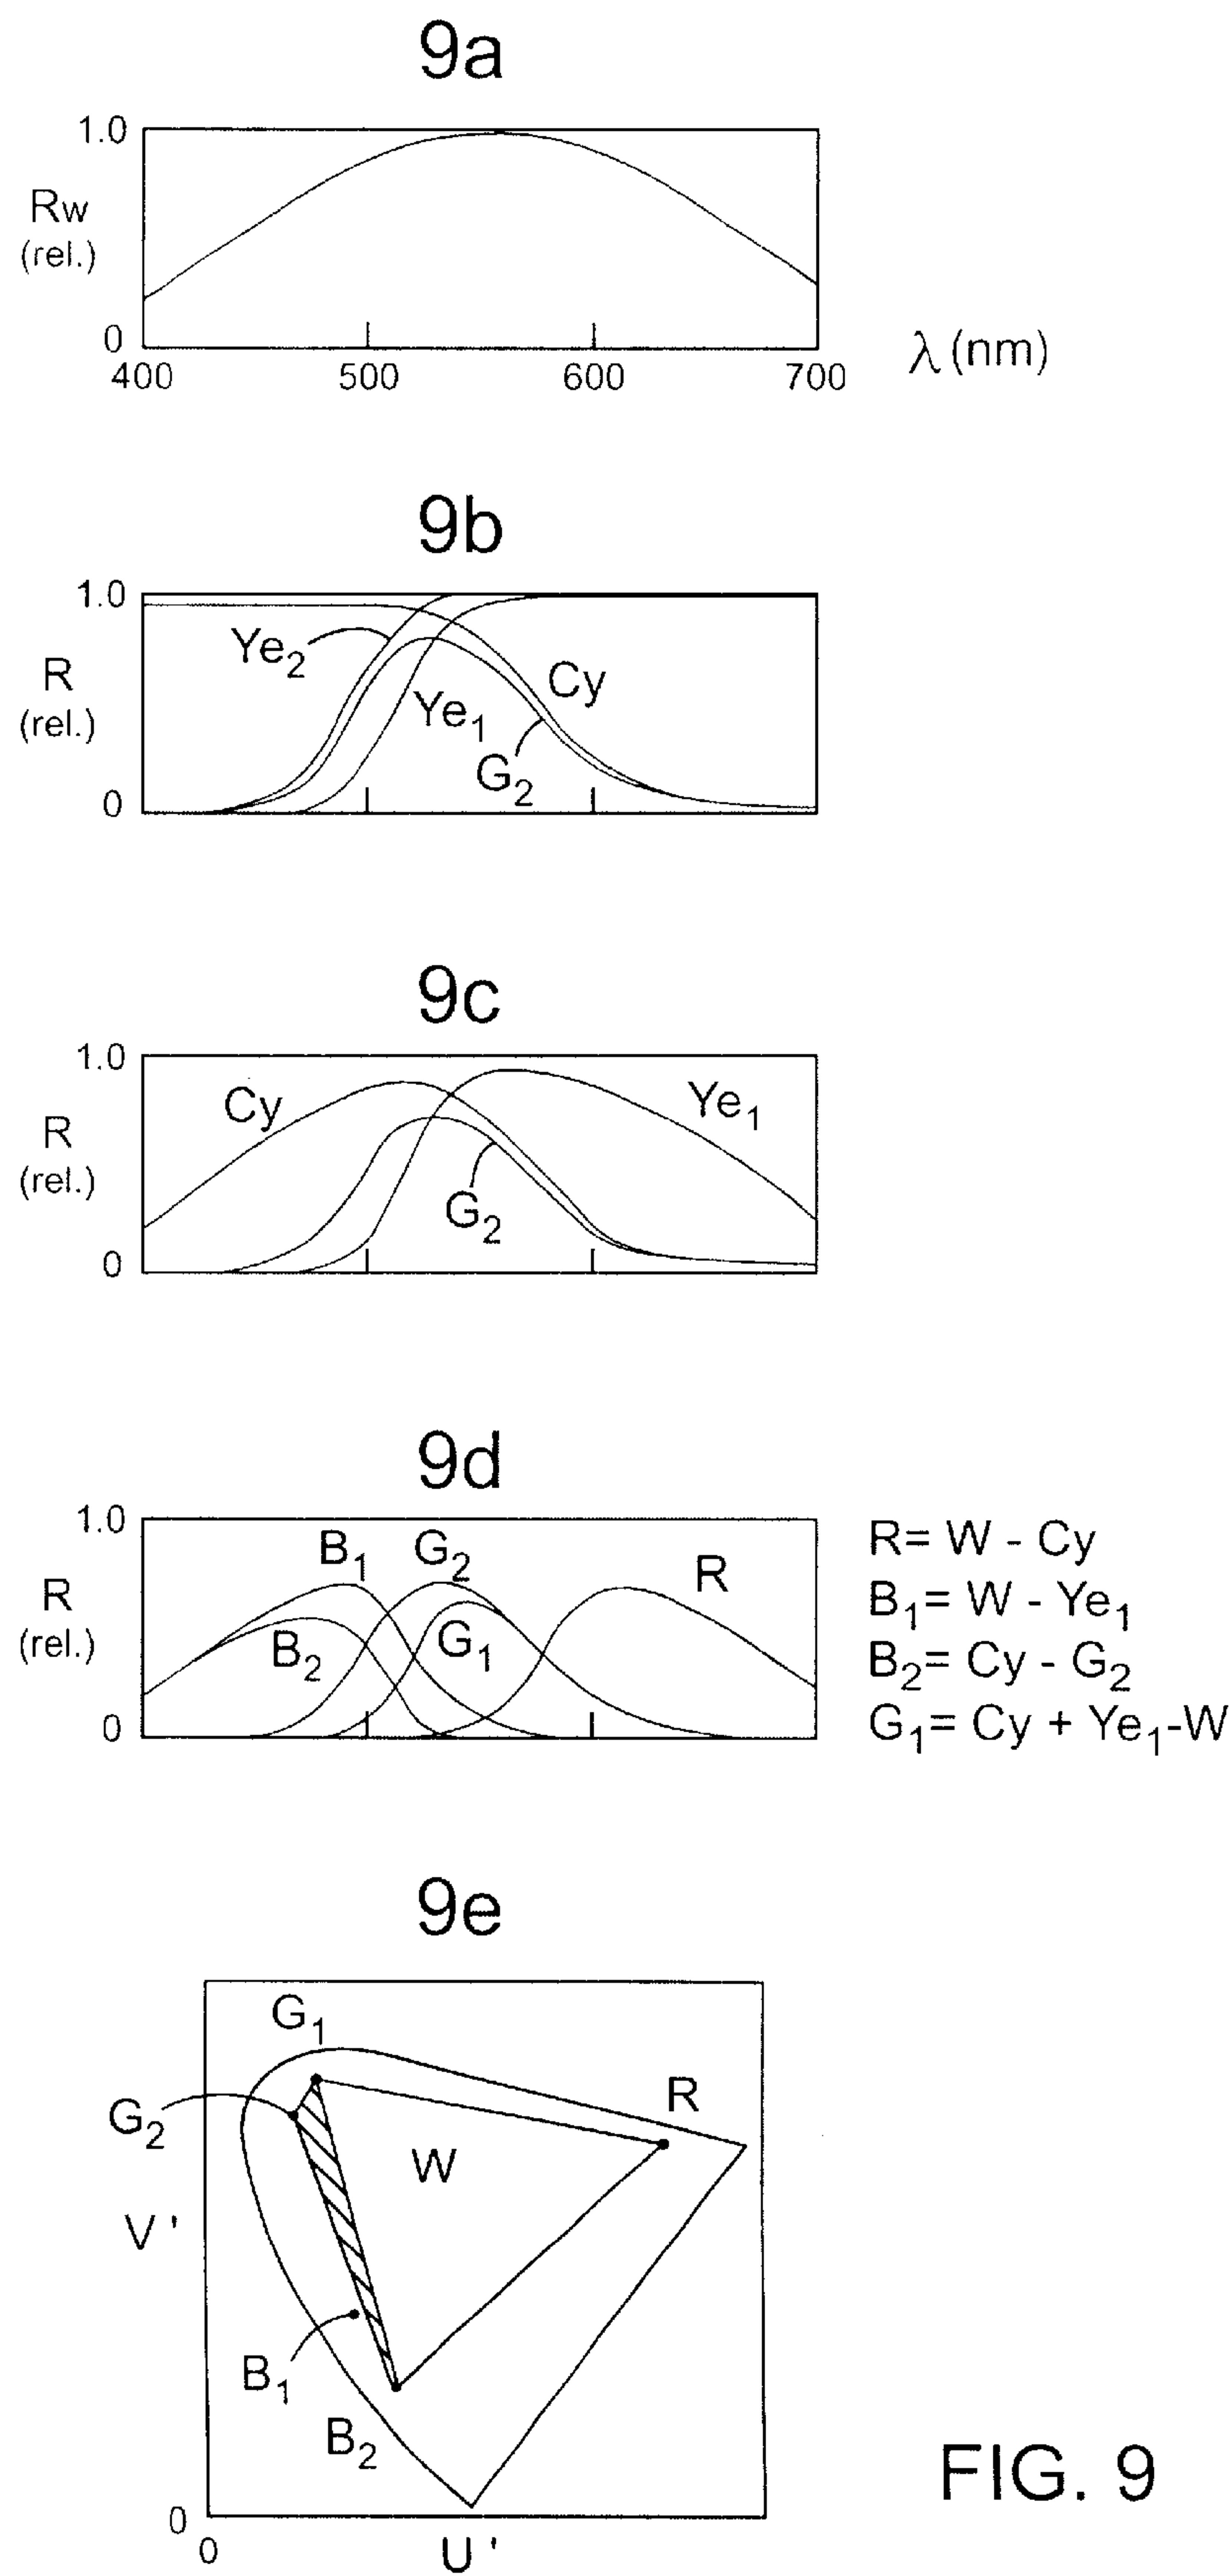 9a
1.0
Rw
(rel.)
0
400 500 600 700 λ (nm)
9b
1.0
Ye₂
R
(rel.)
Cy
Ye₁
G₂
0
9c
1.0
Cy
Ye₁
R
(rel.)
G₂
0
9d
1.0
B₁ G₂
R
R
(rel.)
B₂ G₁
0
R= W - Cy
B₁= W - Ye₁
B₂= Cy - G₂
G₁= Cy + Ye₁-W
9e
G₁
R
G₂
W
V'
B₁
B₂
0
0
U'
FIG. 9